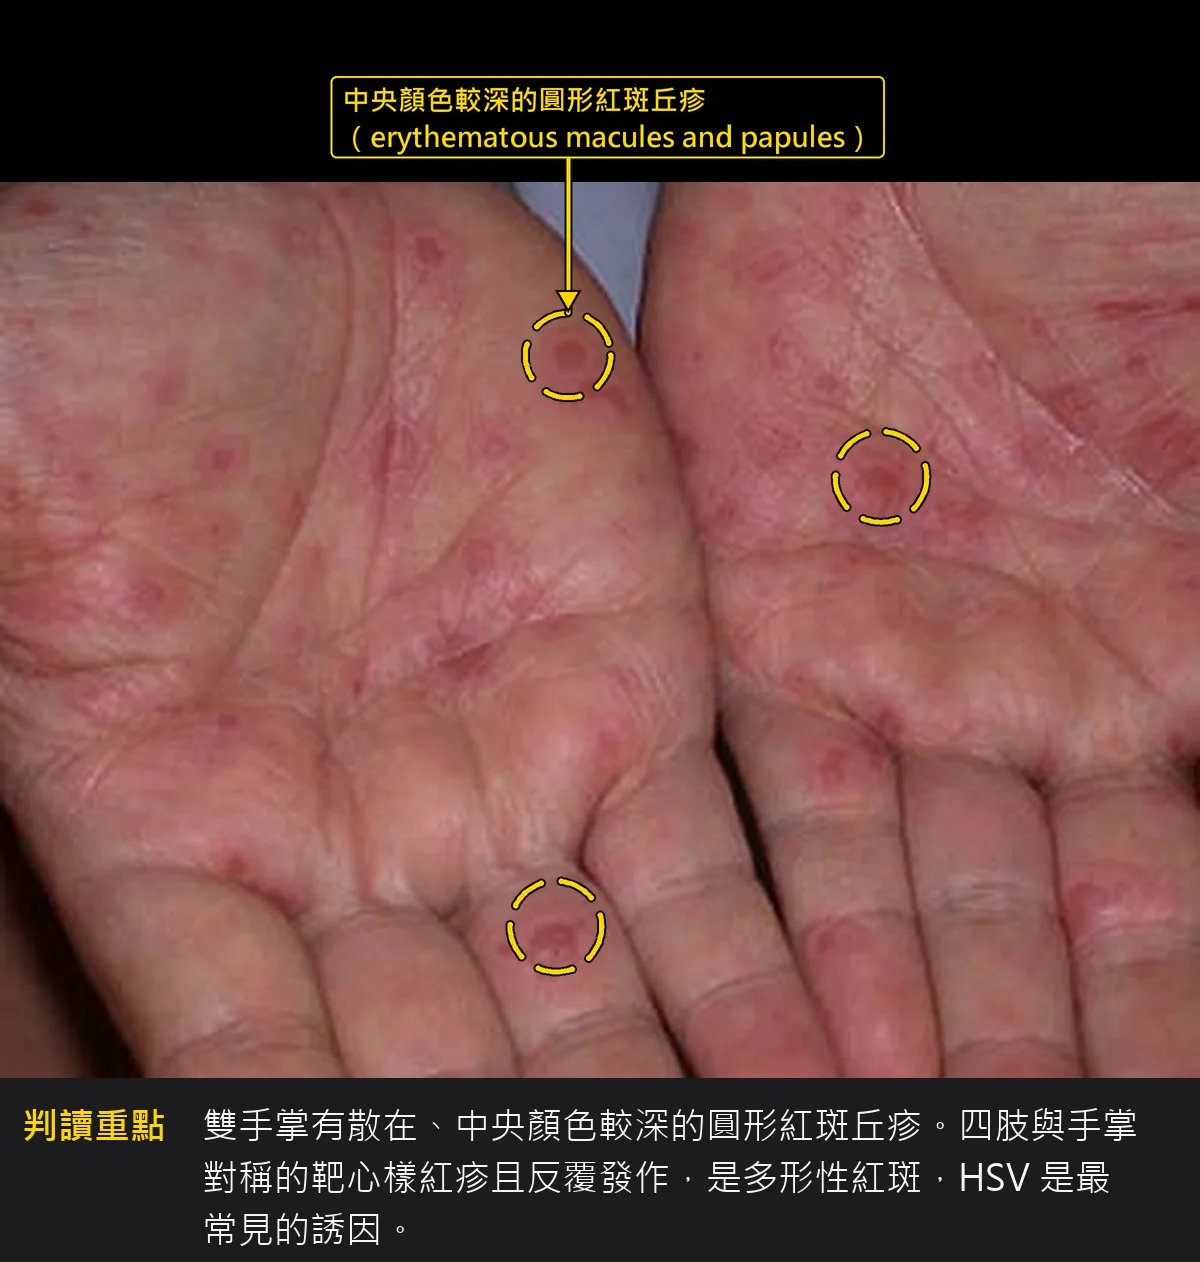 中央顏色較深的圓形紅斑丘疹
（erythematous macules and papules）
判讀重點
雙手掌有散在、中央顏色較深的圓形紅斑丘疹。四肢與手掌
對稱的靶心樣紅疹且反覆發作，是多形性紅斑，HSV 是最
常見的誘因。